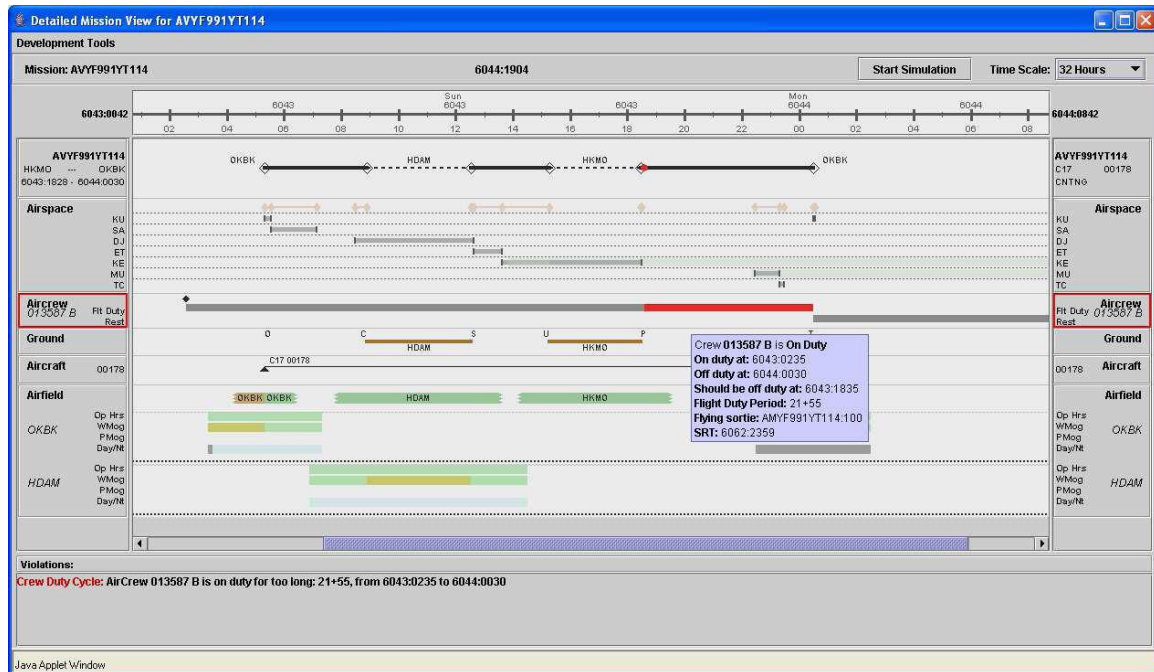 Detailed Mission View for AVYF991YT114
Development Tools
Mission: AVYF991YT114 6044:1904 Start Simulation Time Scale: 32 Hours
Sun Mon
6043 6043 6043 6044 6044
6043:0042 6044:0842
02 04 06 08 10 12 14 16 18 20 22 00 02 04 06 08
AVYF991YT114 OKBK HDAM HKMO OKBK AVYF991YT114
HKMO --- OKBK C17 00178
6043:1828 - 6044:0030 CNTNG
Airspace Airspace
KU KU
SA SA
DJ DJ
ET ET
KE KE
MU MU
TC TC
Aircrew Aircrew
013587 B Flt Duty Flt Duty 013587 B
Rest Rest
Ground O C S U P T Ground
HDAM HKMO
Aircraft 00178 C17 00178 00178 Aircraft
Airfield OKBK OKBK HDAM HKMO Airfield
Op Hrs Op Hrs
OKBK WMog WMog OKBK
PMog PMog
Day/Nt Day/Nt
Op Hrs Op Hrs
HDAM WMog WMog HDAM
PMog PMog
Day/Nt Day/Nt
Crew 013587 B is On Duty
On duty at: 6043:0235
Off duty at: 6044:0030
Should be off duty at: 6043:1835
Flight Duty Period: 21+55
Flying sortie: AMYF991YT114:100
SRT: 6062:2359
Violations:
Crew Duty Cycle: AirCrew 013587 B is on duty for too long: 21+55, from 6043:0235 to 6044:0030
Java Applet Window